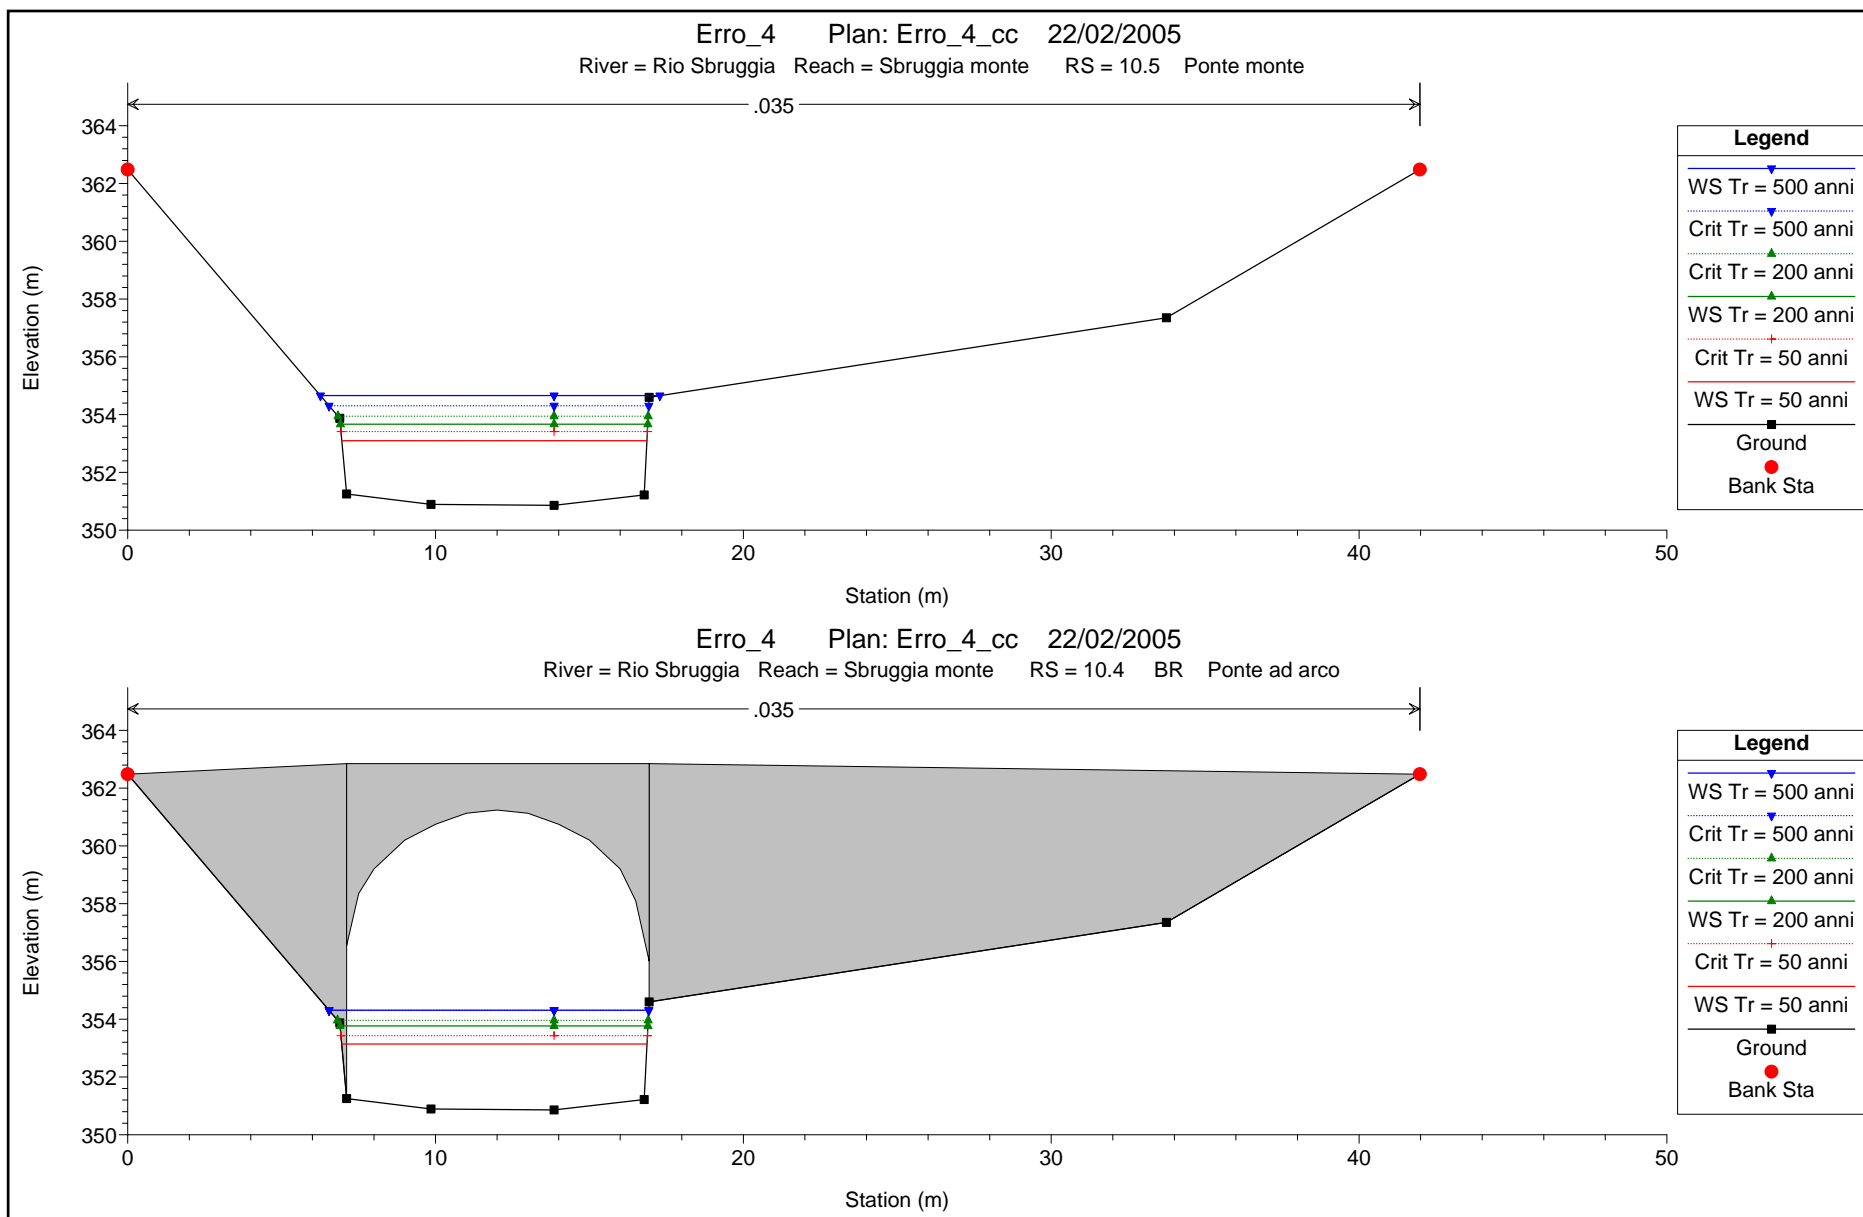 Erro_4 Plan: Erro_4_cc 22/02/2005
River = Rio Sbruggia Reach = Sbruggia monte RS = 10.5 Ponte monte
.035
364
362
360
358
356
354
352
350
Elevation (m)
0 10 20 30 40 50
Station (m)
Legend
WS Tr = 500 anni
Crit Tr = 500 anni
Crit Tr = 200 anni
WS Tr = 200 anni
Crit Tr = 50 anni
WS Tr = 50 anni
Ground
Bank Sta
Erro_4 Plan: Erro_4_cc 22/02/2005
River = Rio Sbruggia Reach = Sbruggia monte RS = 10.4 BR Ponte ad arco
.035
364
362
360
358
356
354
352
350
Elevation (m)
0 10 20 30 40 50
Station (m)
Legend
WS Tr = 500 anni
Crit Tr = 500 anni
Crit Tr = 200 anni
WS Tr = 200 anni
Crit Tr = 50 anni
WS Tr = 50 anni
Ground
Bank Sta